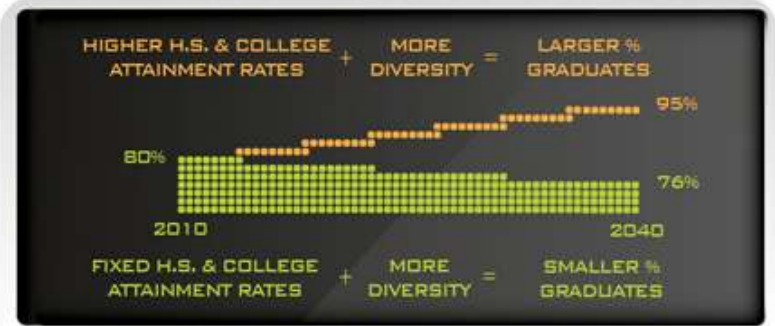 HIGHER H.S. & COLLEGE + MORE = LARGER %
ATTAINMENT RATES DIVERSITY GRADUATES
95%
80%
76%
2010 2040
FIXED H.S. & COLLEGE + MORE = SMALLER %
ATTAINMENT RATES DIVERSITY GRADUATES